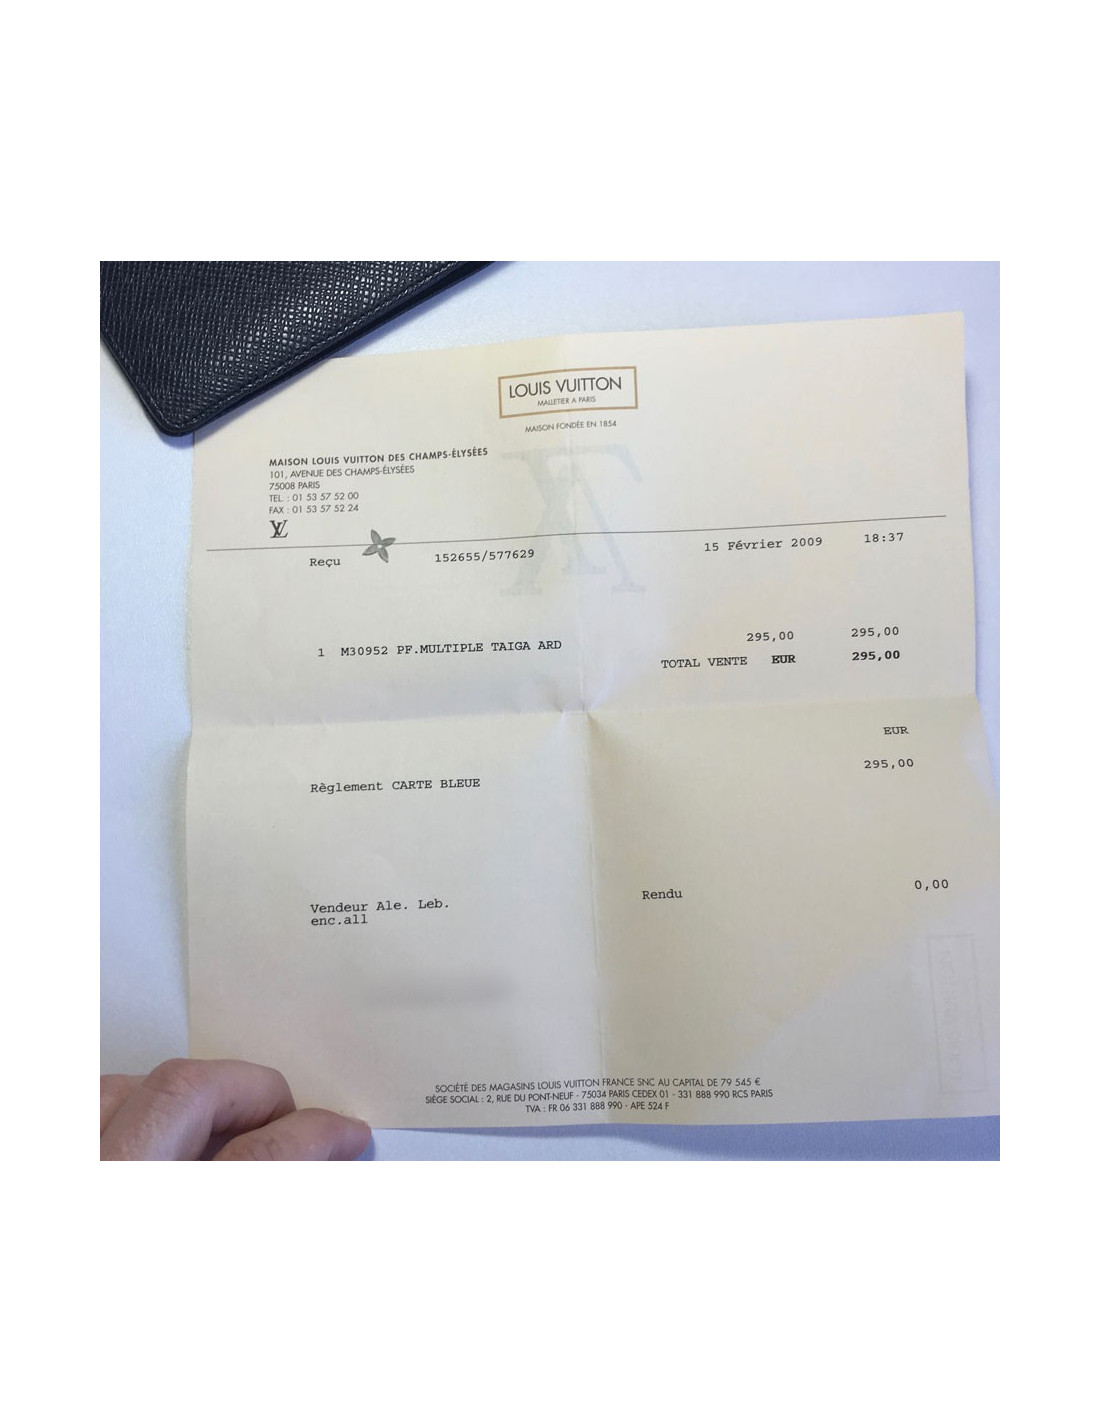 LOUIS VUITTON
MALLETIER A PARIS
MAISON FONDÉE EN 1854
MAISON LOUIS VUITTON DES CHAMPS-ÉLYSÉES
101, AVENUE DES CHAMPS-ÉLYSÉES
75008 PARIS
TEL. : 01 53 57 52 00
FAX : 01 53 57 52 24
LV
Reçu 152655/577629 15 Février 2009 18:37
1 M30952 PF.MULTIPLE TAIGA ARD 295,00 295,00
TOTAL VENTE EUR 295,00
EUR
Règlement CARTE BLEUE 295,00
Vendeur Ale. Leb. Rendu 0,00
enc.all
SOCIÉTÉ DES MAGASINS LOUIS VUITTON FRANCE SNC AU CAPITAL DE 79 545 €
SIÈGE SOCIAL : 2, RUE DU PONT-NEUF - 75034 PARIS CEDEX 01 - 331 888 990 RCS PARIS
TVA : FR 06 331 888 990 - APE 524 F